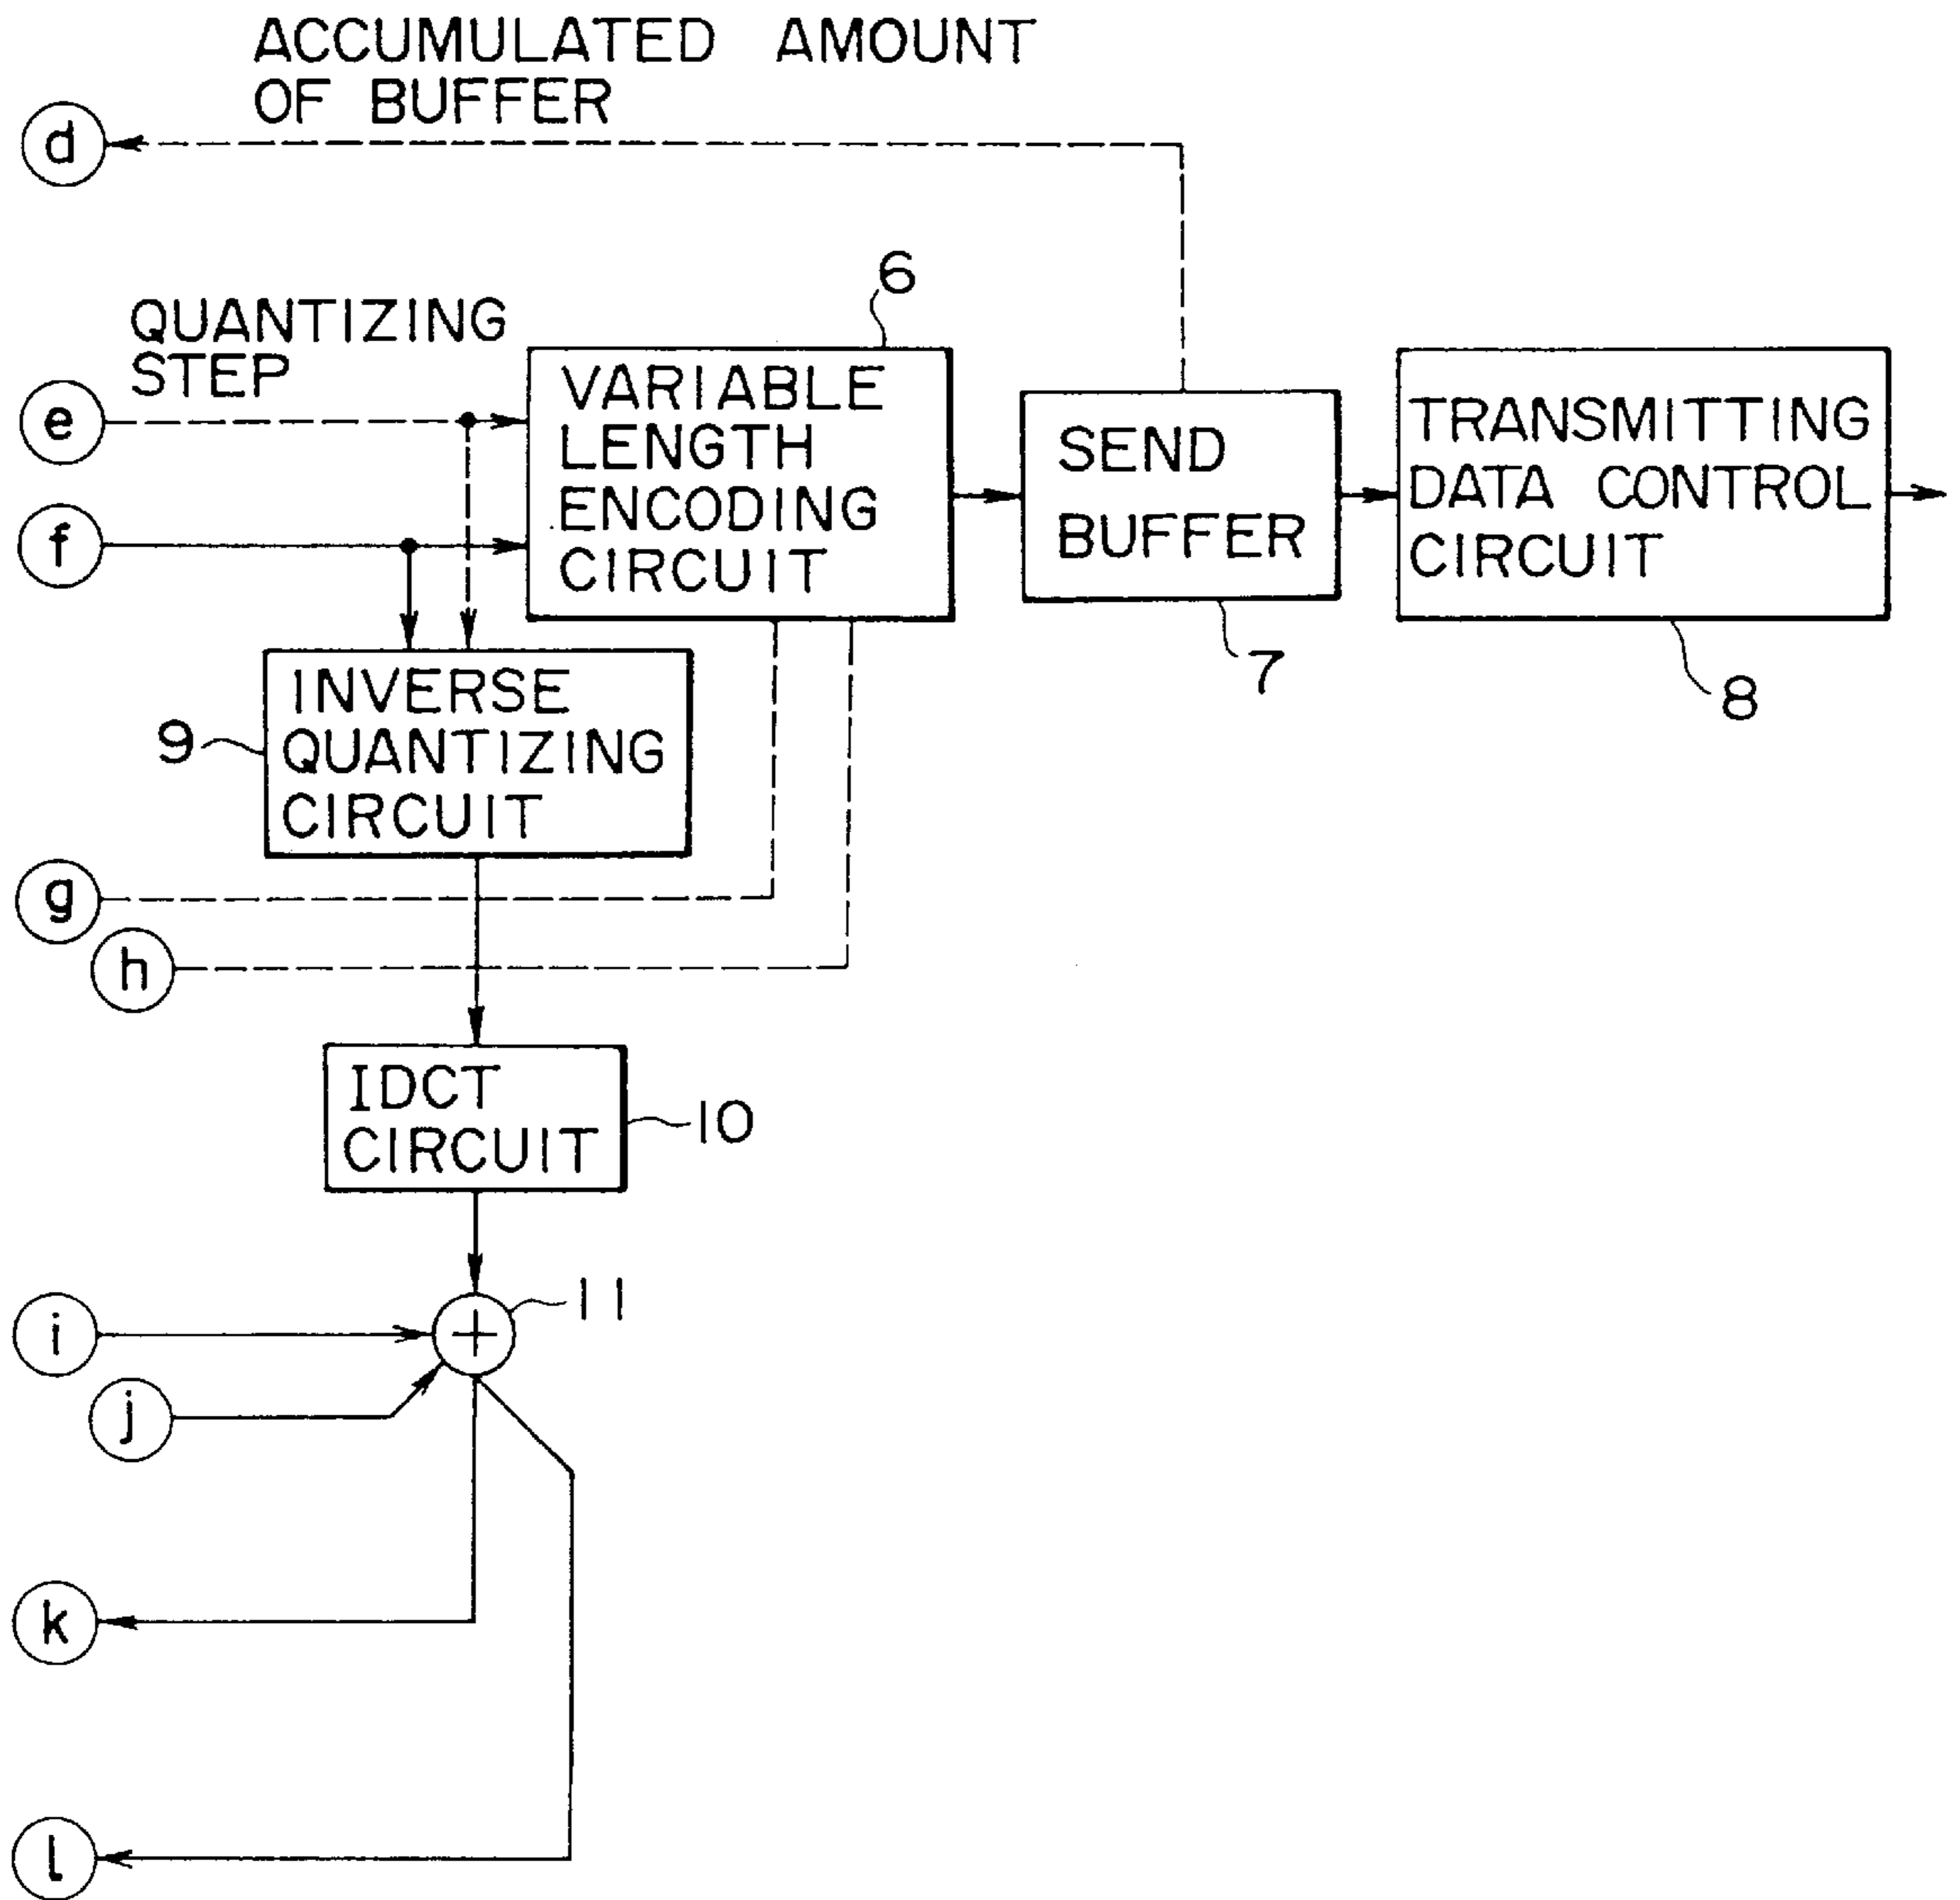 ACCUMULATED AMOUNT
OF BUFFER
d
6
QUANTIZING
STEP
e
f
VARIABLE
LENGTH
ENCODING
CIRCUIT
SEND
BUFFER
TRANSMITTING
DATA CONTROL
CIRCUIT
7
8
9
INVERSE
QUANTIZING
CIRCUIT
g
h
IDCT
CIRCUIT
10
11
i
+
j
k
l